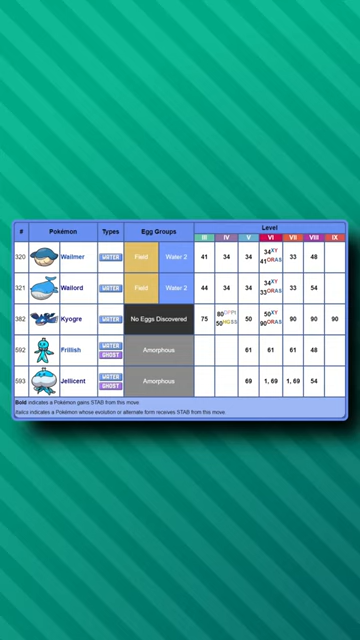 # Pokémon Types Egg Groups Level
III IV V VI VII VIII IX
320 Wailmer WATER Field Water 2 41 34 34 34XY 41ORAS 33 48
321 Wailord WATER Field Water 2 44 34 34 34XY 33ORAS 33 54
382 Kyogre WATER No Eggs Discovered 75 80DPPt 50HGSS 50 50XY 90ORAS 90 90 90
592 Frillish WATER GHOST Amorphous 61 61 61 48
593 Jellicent WATER GHOST Amorphous 69 1, 69 1, 69 54
Bold indicates a Pokémon gains STAB from this move
Italics indicates a Pokémon whose evolution or alternate form receives STAB from this move